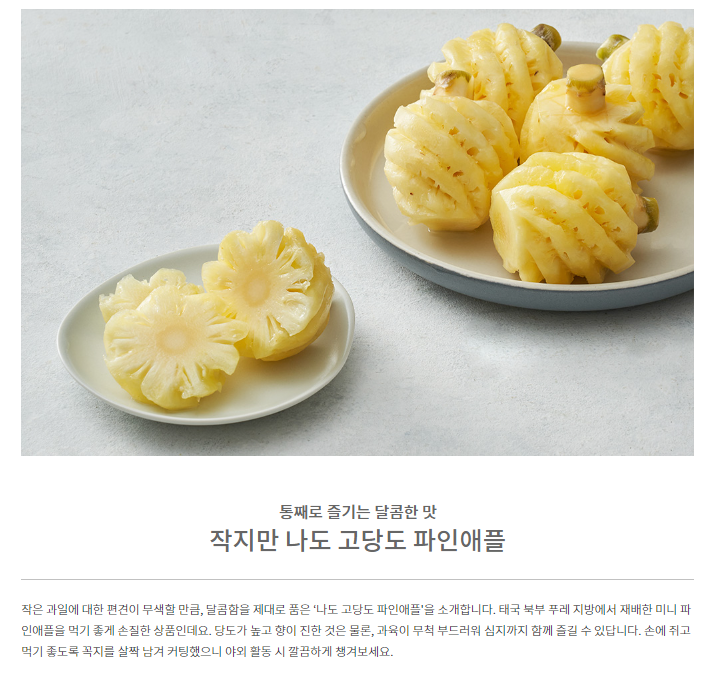 통째로 즐기는 달콤한 맛
작지만 나도 고당도 파인애플
작은 과일에 대한 편견이 무색할 만큼, 달콤함을 제대로 품은 ‘나도 고당도 파인애플’을 소개합니다. 태국 북부 푸레 지방에서 재배한 미니 파
인애플을 먹기 좋게 손질한 상품인데요. 당도가 높고 향이 진한 것은 물론, 과육이 무척 부드러워 심지까지 함께 즐길 수 있답니다. 손에 쥐고
먹기 좋도록 꼭지를 살짝 남겨 커팅했으니 야외 활동 시 깔끔하게 챙겨보세요.